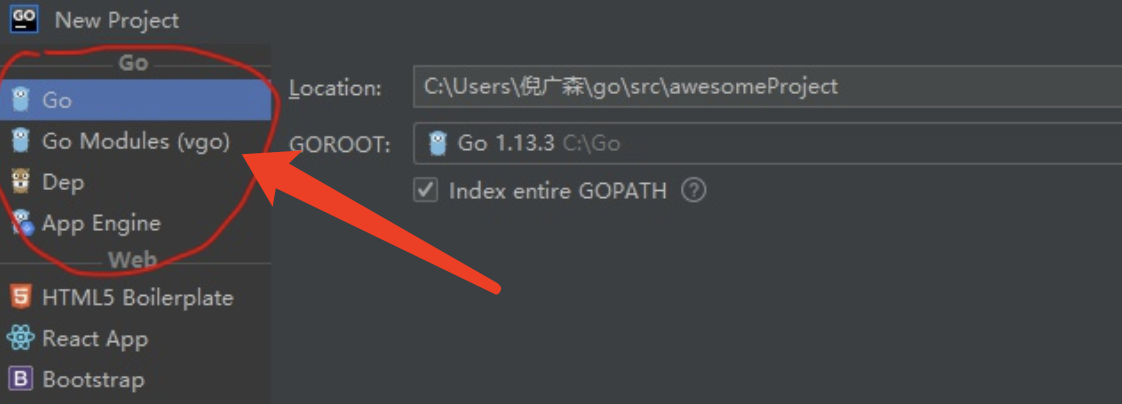 GO
New Project
Go
Go
Go Modules (vgo)
Dep
App Engine
Web
HTML5 Boilerplate
React App
Bootstrap
Location:
C:\Users\倪广森\go\src\awesomeProject
GOROOT:
Go 1.13.3 C:\Go
Index entire GOPATH